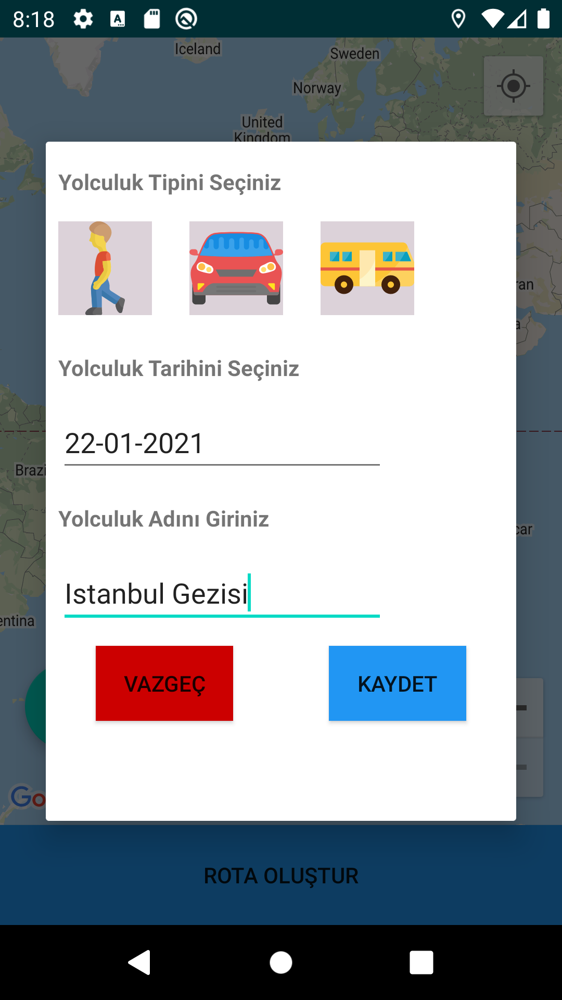 8:18
Iceland
Sweden
Norway
United
Kingdom
Yolculuk Tipini Seçiniz
ran
a
Yolculuk Tarihini Seçiniz
22-01-2021
Brazi
Yolculuk Adını Giriniz
car
Istanbul Gezisi
entina
VAZGEÇ
KAYDET
Go
ROTA OLUŞTUR